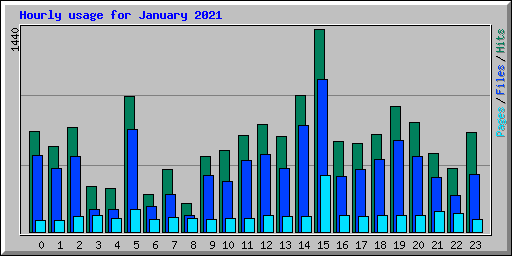 Hourly usage for January 2021
1440
Pages/Files/Hits
0 1 2 3 4 5 6 7 8 9 10 11 12 13 14 15 16 17 18 19 20 21 22 23